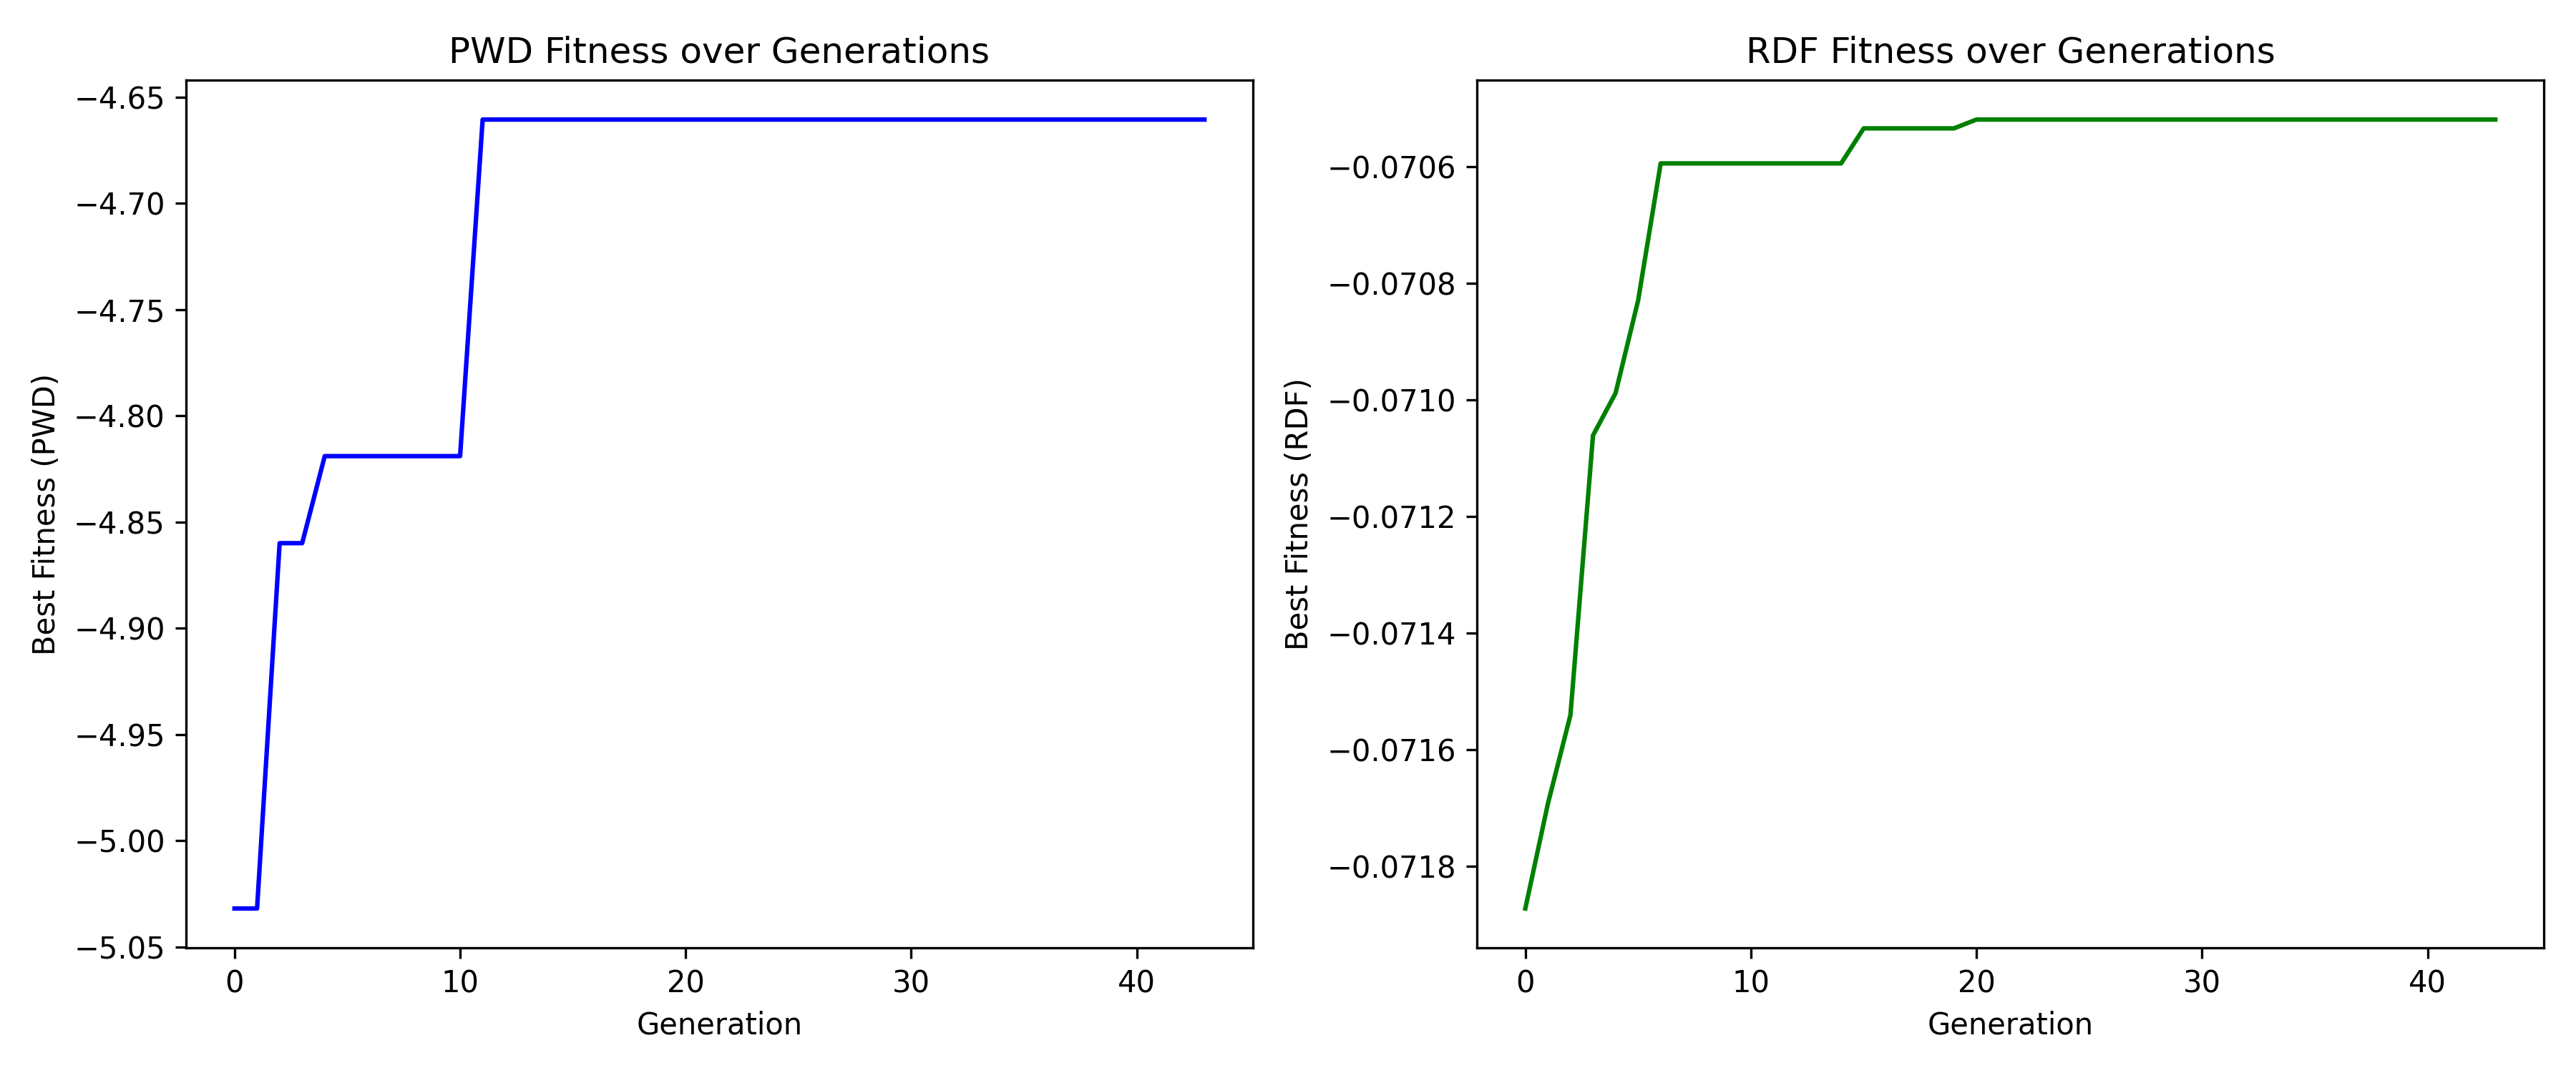 PWD Fitness over Generations
Best Fitness (PWD)
−4.65
−4.70
−4.75
−4.80
−4.85
−4.90
−4.95
−5.00
−5.05
0 10 20 30 40
Generation
RDF Fitness over Generations
Best Fitness (RDF)
−0.0706
−0.0708
−0.0710
−0.0712
−0.0714
−0.0716
−0.0718
0 10 20 30 40
Generation